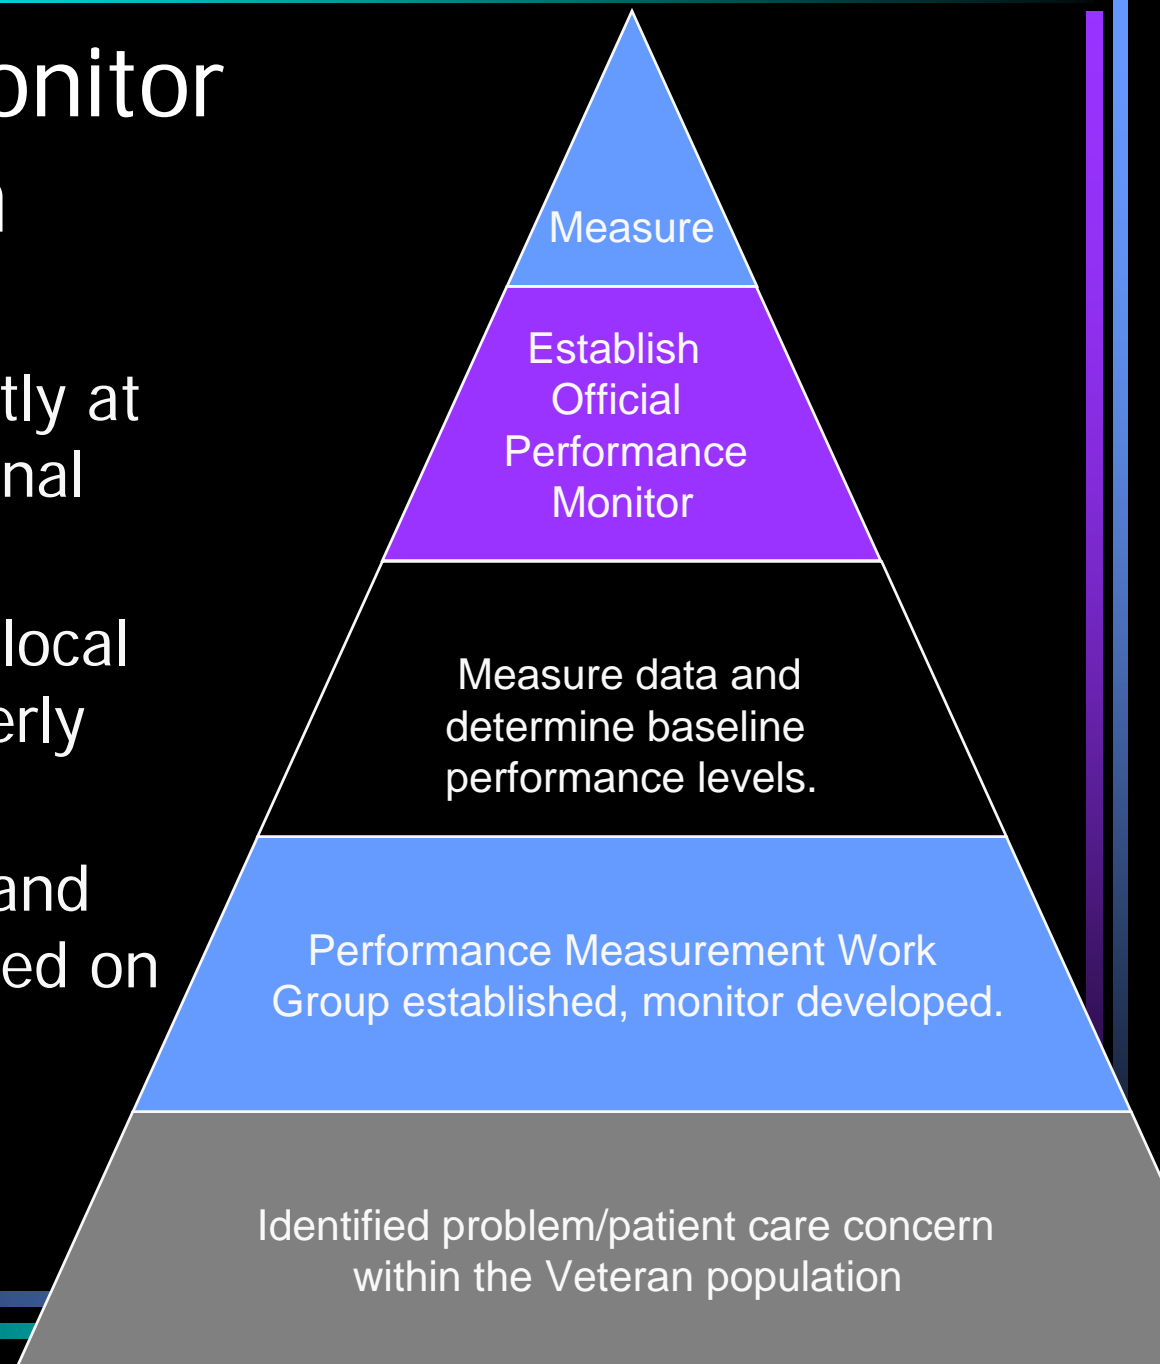 onitor
tly at
nal
local
erly
and
ed on
Measure
Establish
Official
Performance
Monitor
Measure data and
determine baseline
performance levels.
Performance Measurement Work
Group established, monitor developed.
Identified problem/patient care concern
within the Veteran population